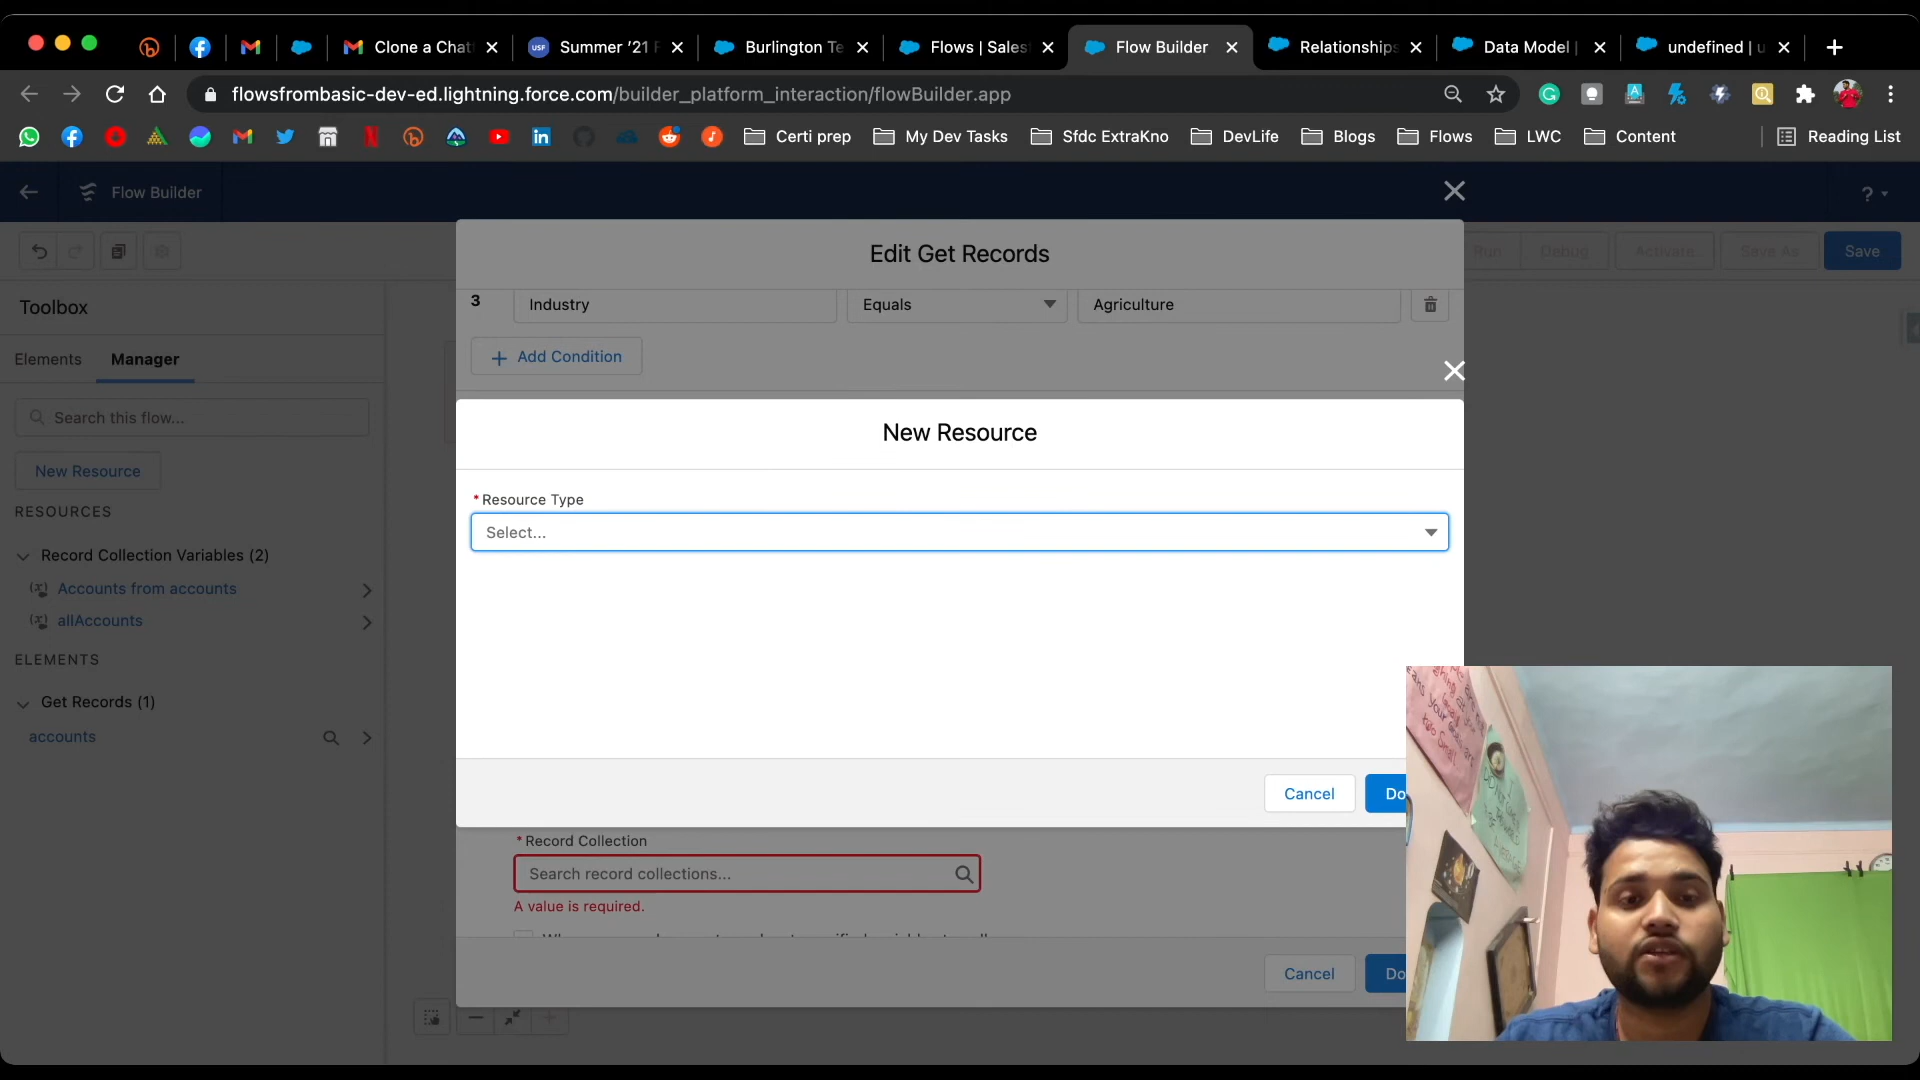 Clone a Chat
Summer '21 F
Burlington Te
Flows | Sales
Flow Builder
Relationships
Data Model |
undefined | u
flowsfrombasic-dev-ed.lightning.force.com/builder_platform_interaction/flowBuilder.app
Certi prep
My Dev Tasks
Sfdc ExtraKno
DevLife
Blogs
Flows
LWC
Content
Reading List
Flow Builder
?
Edit Get Records
Run
Debug
Activate
Save As
Save
Toolbox
3
Industry
Equals
Agriculture
Elements
Manager
+ Add Condition
Search this flow...
New Resource
New Resource
RESOURCES
* Resource Type
Select...
Record Collection Variables (2)
Accounts from accounts
allAccounts
ELEMENTS
Get Records (1)
accounts
Cancel
Do
* Record Collection
Search record collections...
A value is required.
Cancel
Do